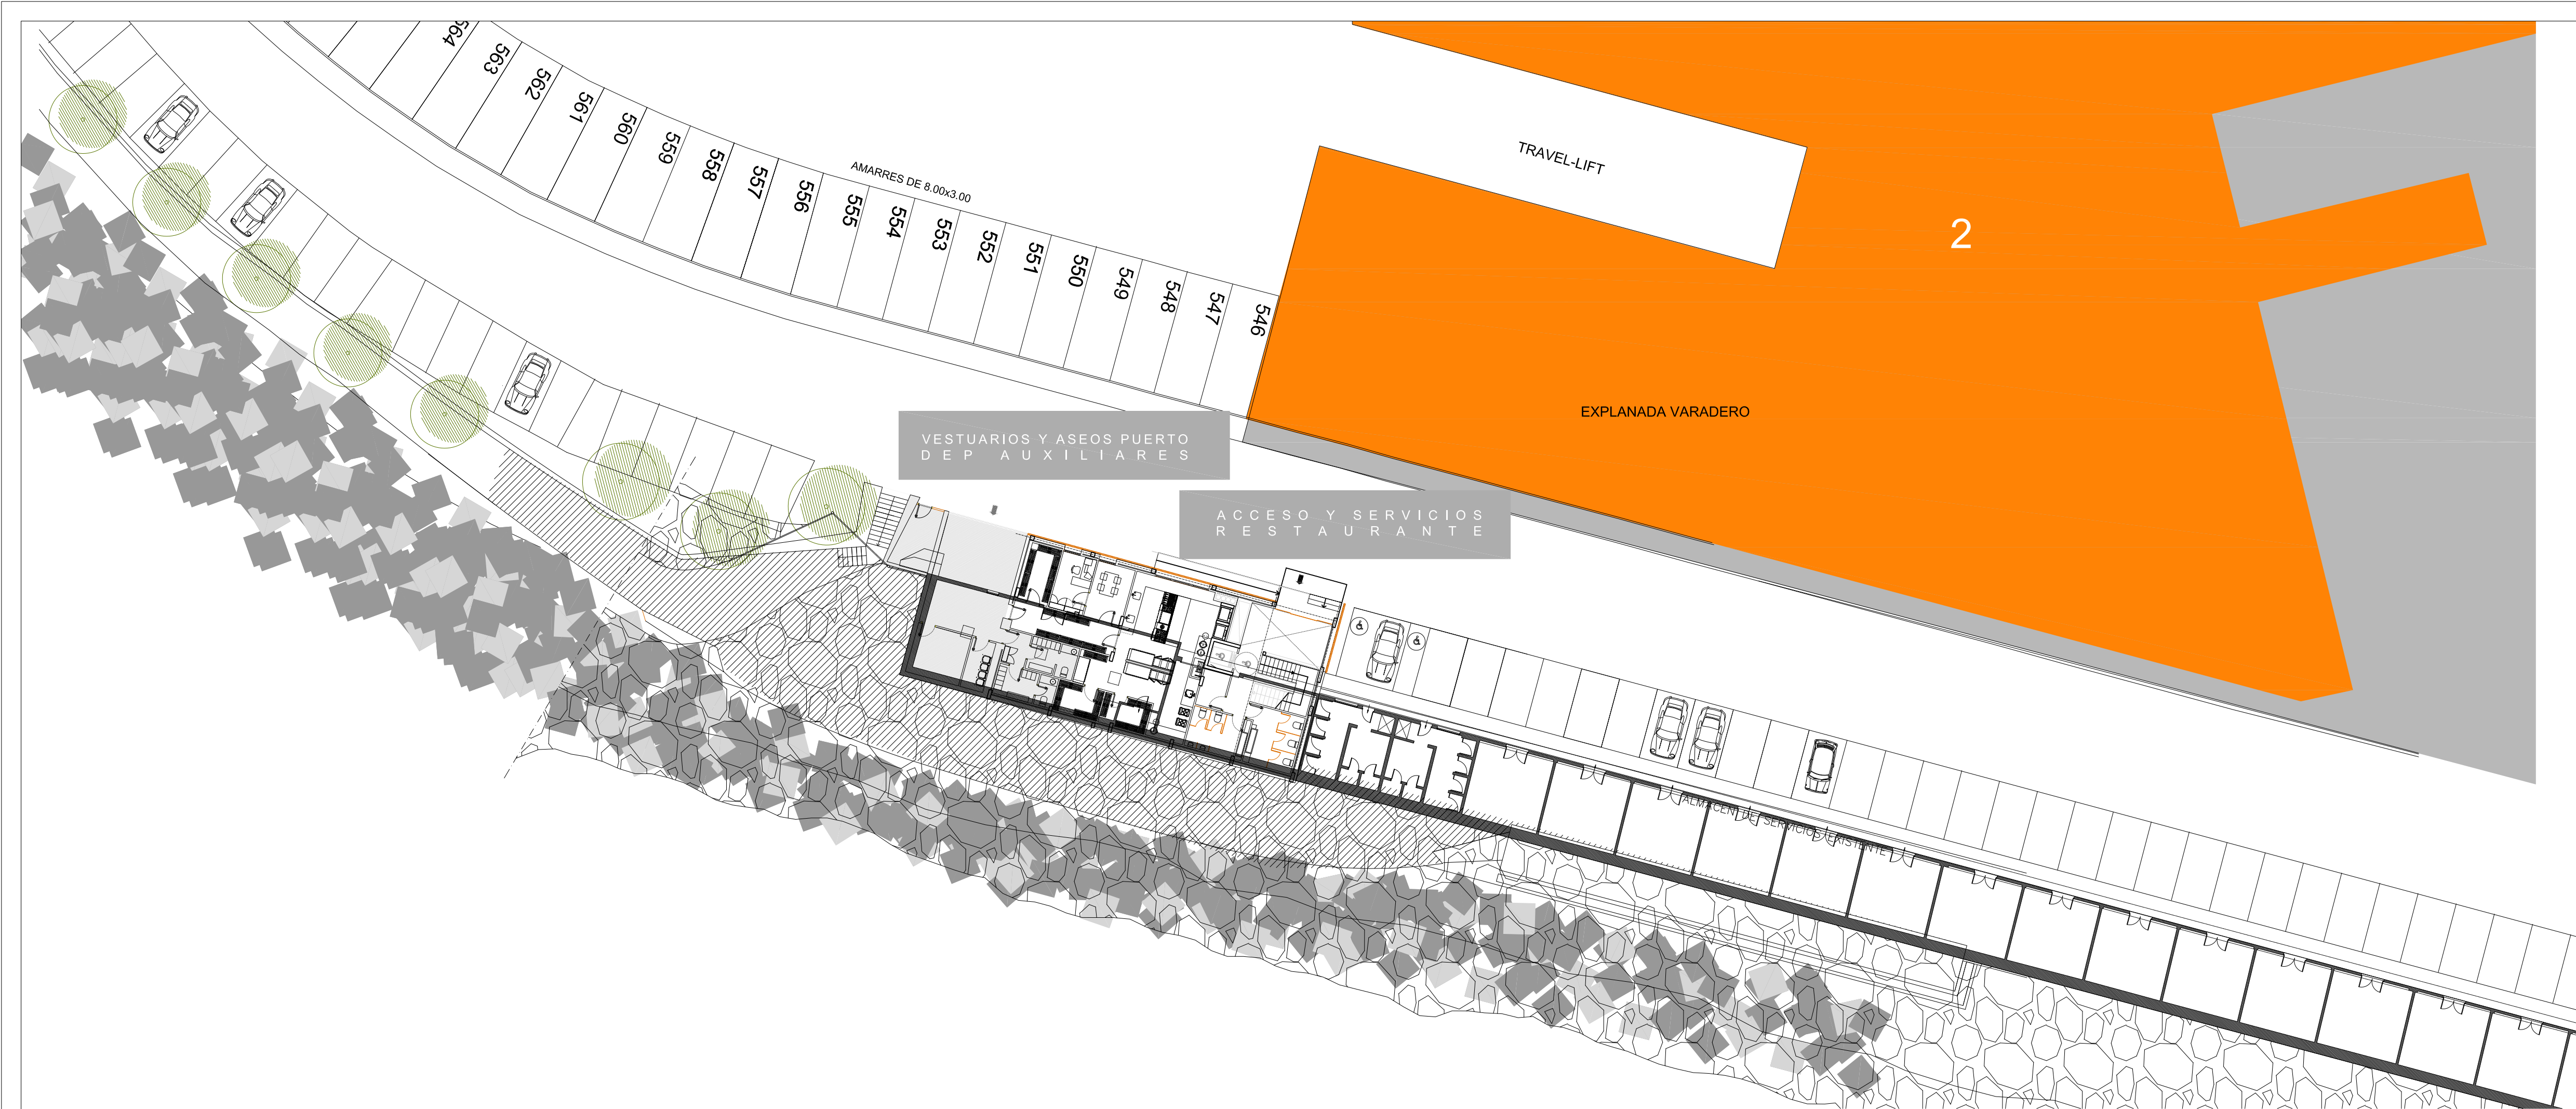 564
563
562
561
560
559
558
557
556
555
554
553
552
551
550
549
548
547
546
AMARRES DE 8.00x3.00
TRAVEL-LIFT
2
EXPLANADA VARADERO
VESTUARIOS Y ASEOS PUERTO
DEP AUXILIARES
ACCESO Y SERVICIOS
RESTAURANTE
ALMACEN DE SERVICIOS EXISTENTE